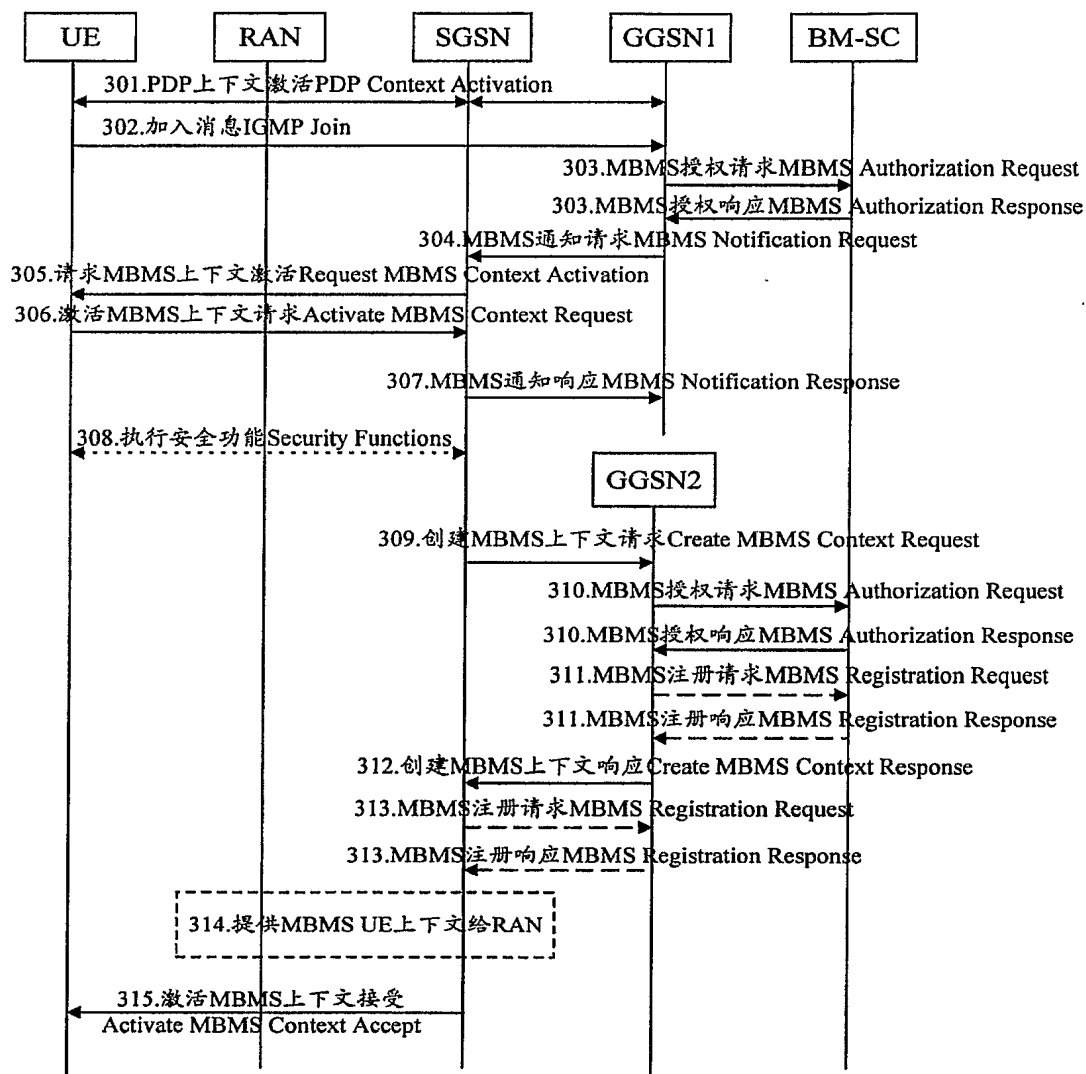 UE
RAN
SGSN
GGSN1
BM-SC
301.PDP上下文激活PDP Context Activation
302.加入消息IGMP Join
303.MBMS授权请求MBMS Authorization Request
303.MBMS授权响应MBMS Authorization Response
304.MBMS通知请求MBMS Notification Request
305.请求MBMS上下文激活Request MBMS Context Activation
306.激活MBMS上下文请求Activate MBMS Context Request
307.MBMS通知响应MBMS Notification Response
308.执行安全功能Security Functions
GGSN2
309.创建MBMS上下文请求Create MBMS Context Request
310.MBMS授权请求MBMS Authorization Request
310.MBMS授权响应MBMS Authorization Response
311.MBMS注册请求MBMS Registration Request
311.MBMS注册响应MBMS Registration Response
312.创建MBMS上下文响应Create MBMS Context Response
313.MBMS注册请求MBMS Registration Request
313.MBMS注册响应MBMS Registration Response
314.提供MBMS UE上下文给RAN
315.激活MBMS上下文接受
Activate MBMS Context Accept